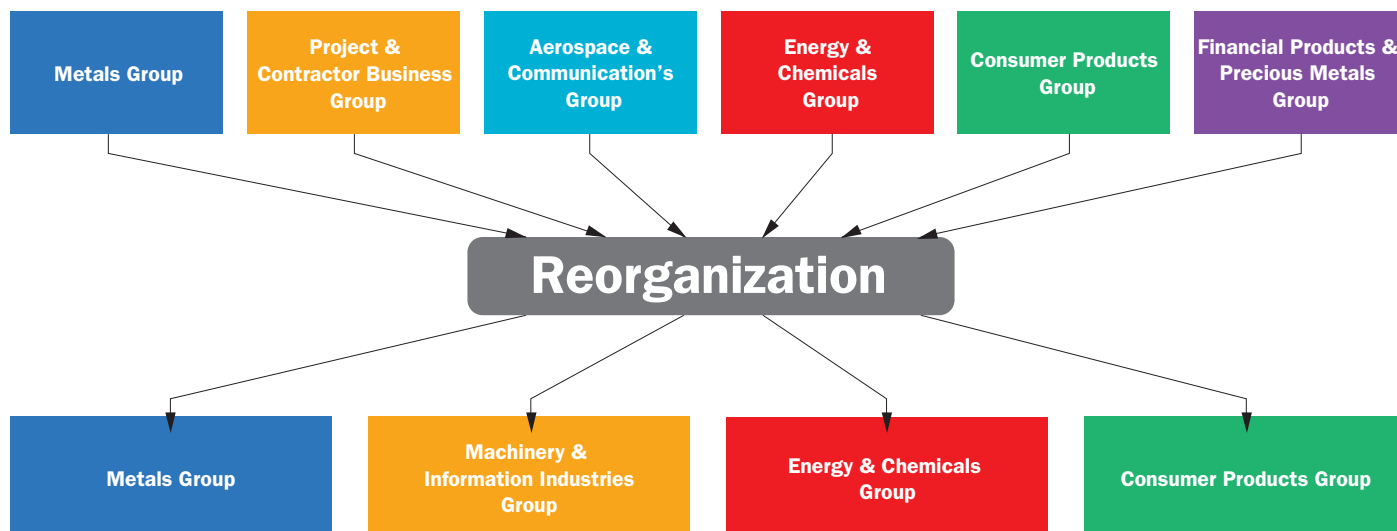 Metals Group
Project &
Contractor Business
Group
Aerospace &
Communication's
Group
Energy &
Chemicals
Group
Consumer Products
Group
Financial Products &
Precious Metals
Group
Reorganization
Metals Group
Machinery &
Information Industries
Group
Energy & Chemicals
Group
Consumer Products Group